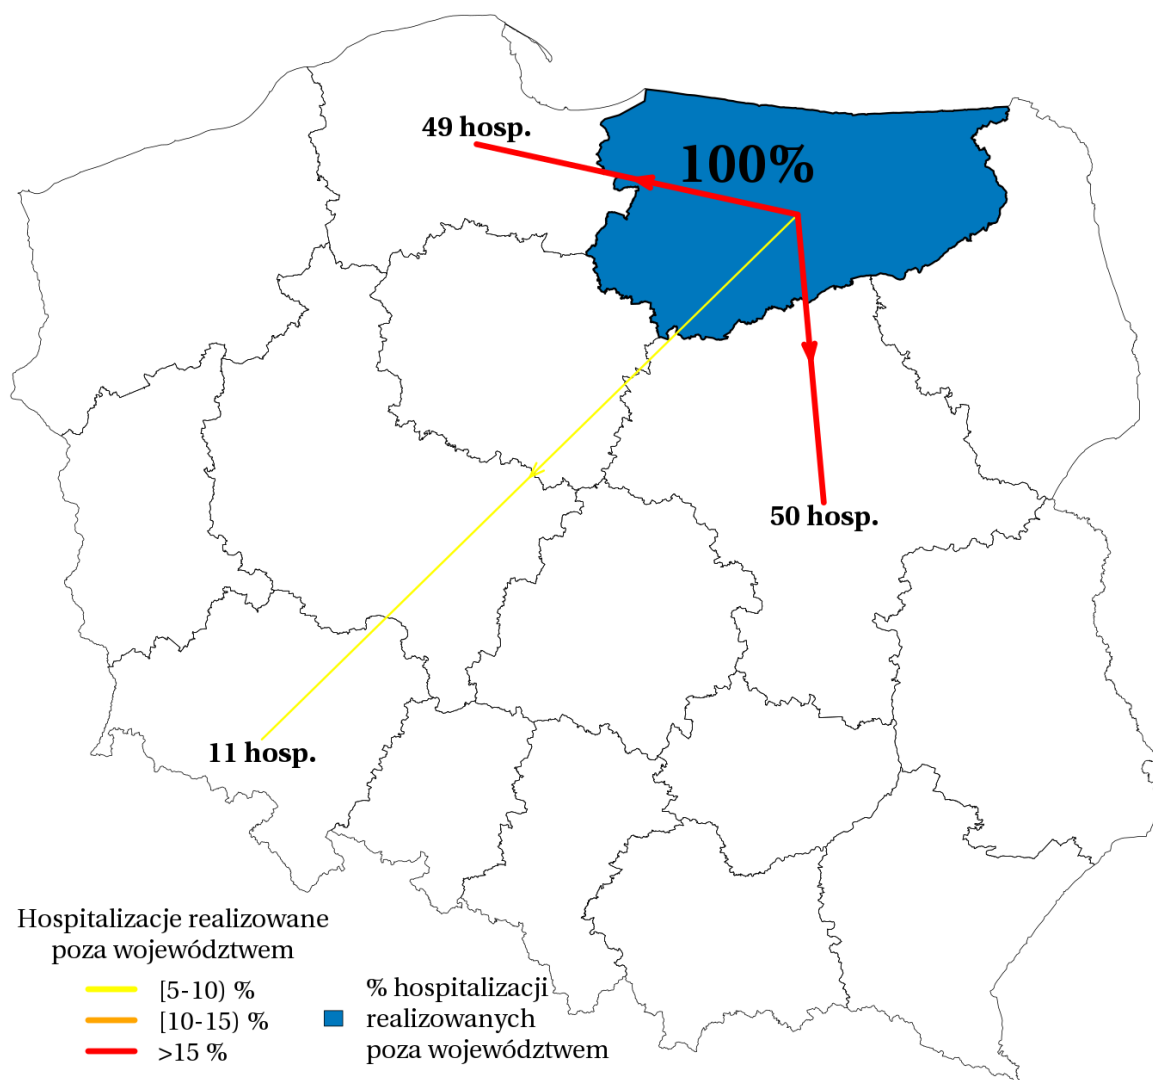 49 hosp.
100%
50 hosp.
11 hosp.
Hospitalizacje realizowane
poza województwem
[5-10) %
[10-15) %
>15 %
% hospitalizacji
realizowanych
poza województwem